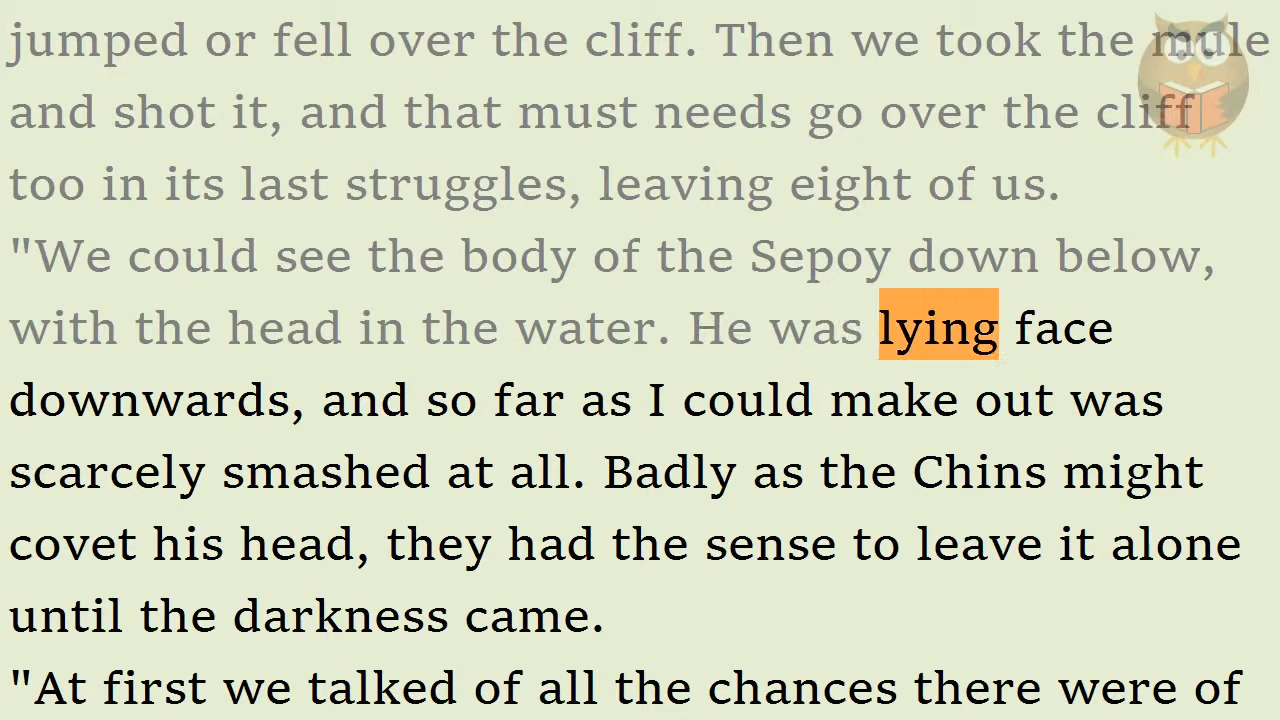 jumped or fell over the cliff. Then we took the mule
and shot it, and that must needs go over the cliff
too in its last struggles, leaving eight of us.
"We could see the body of the Sepoy down below,
with the head in the water. He was lying face
downwards, and so far as I could make out was
scarcely smashed at all. Badly as the Chins might
covet his head, they had the sense to leave it alone
until the darkness came.
"At first we talked of all the chances there were of